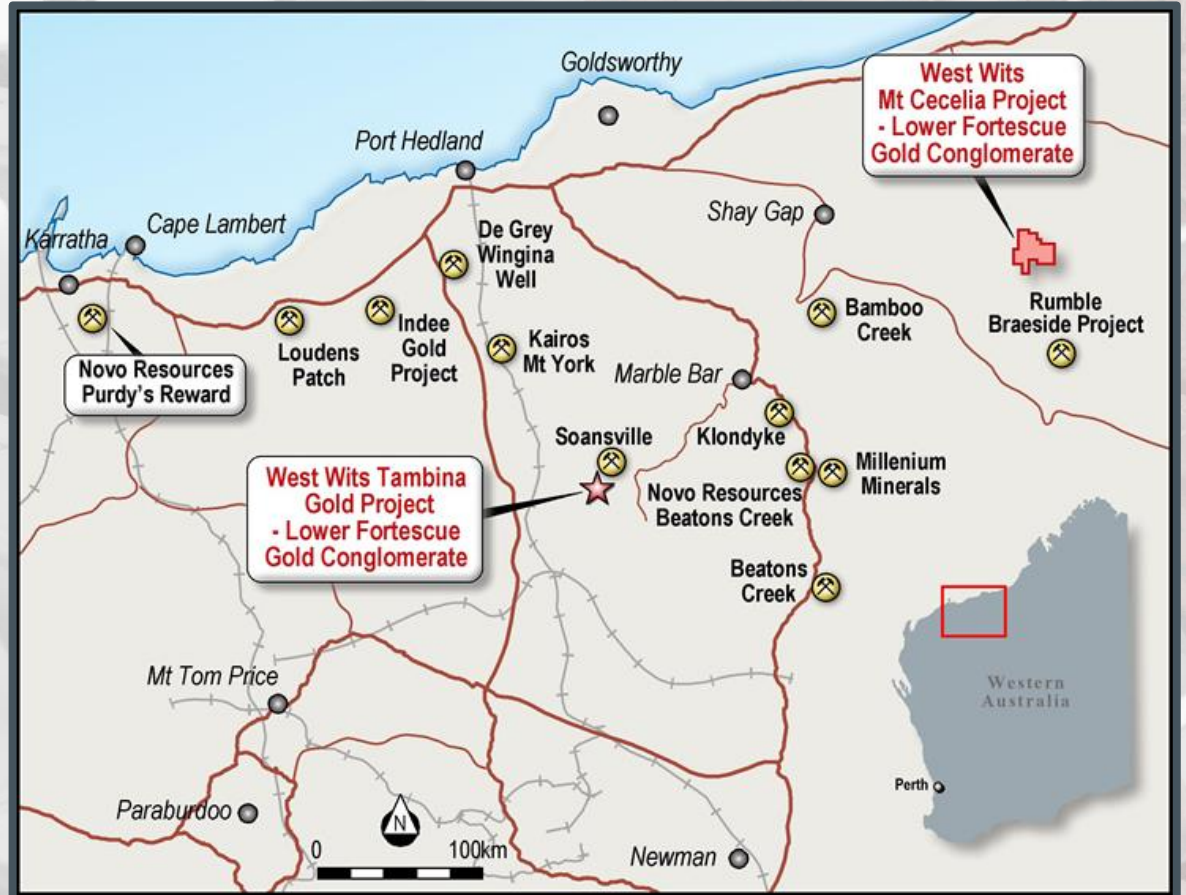 Goldsworthy
West Wits
Mt Cecelia Project
- Lower Fortescue
Gold Conglomerate
Port Hedland
Shay Gap
Cape Lambert
Karratha
De Grey
Wingina
Well
Rumble
Braeside Project
Bamboo
Creek
Indee
Gold
Project
Loudens
Patch
Kairos
Mt York
Novo Resources
Purdy's Reward
Marble Bar
Klondyke
Soansville
Millenium
Minerals
West Wits Tambina
Gold Project
- Lower Fortescue
Gold Conglomerate
Novo Resources
Beatons Creek
Beatons
Creek
Mt Tom Price
Western
Australia
Perth
Paraburdoo
N
0 100km
Newman